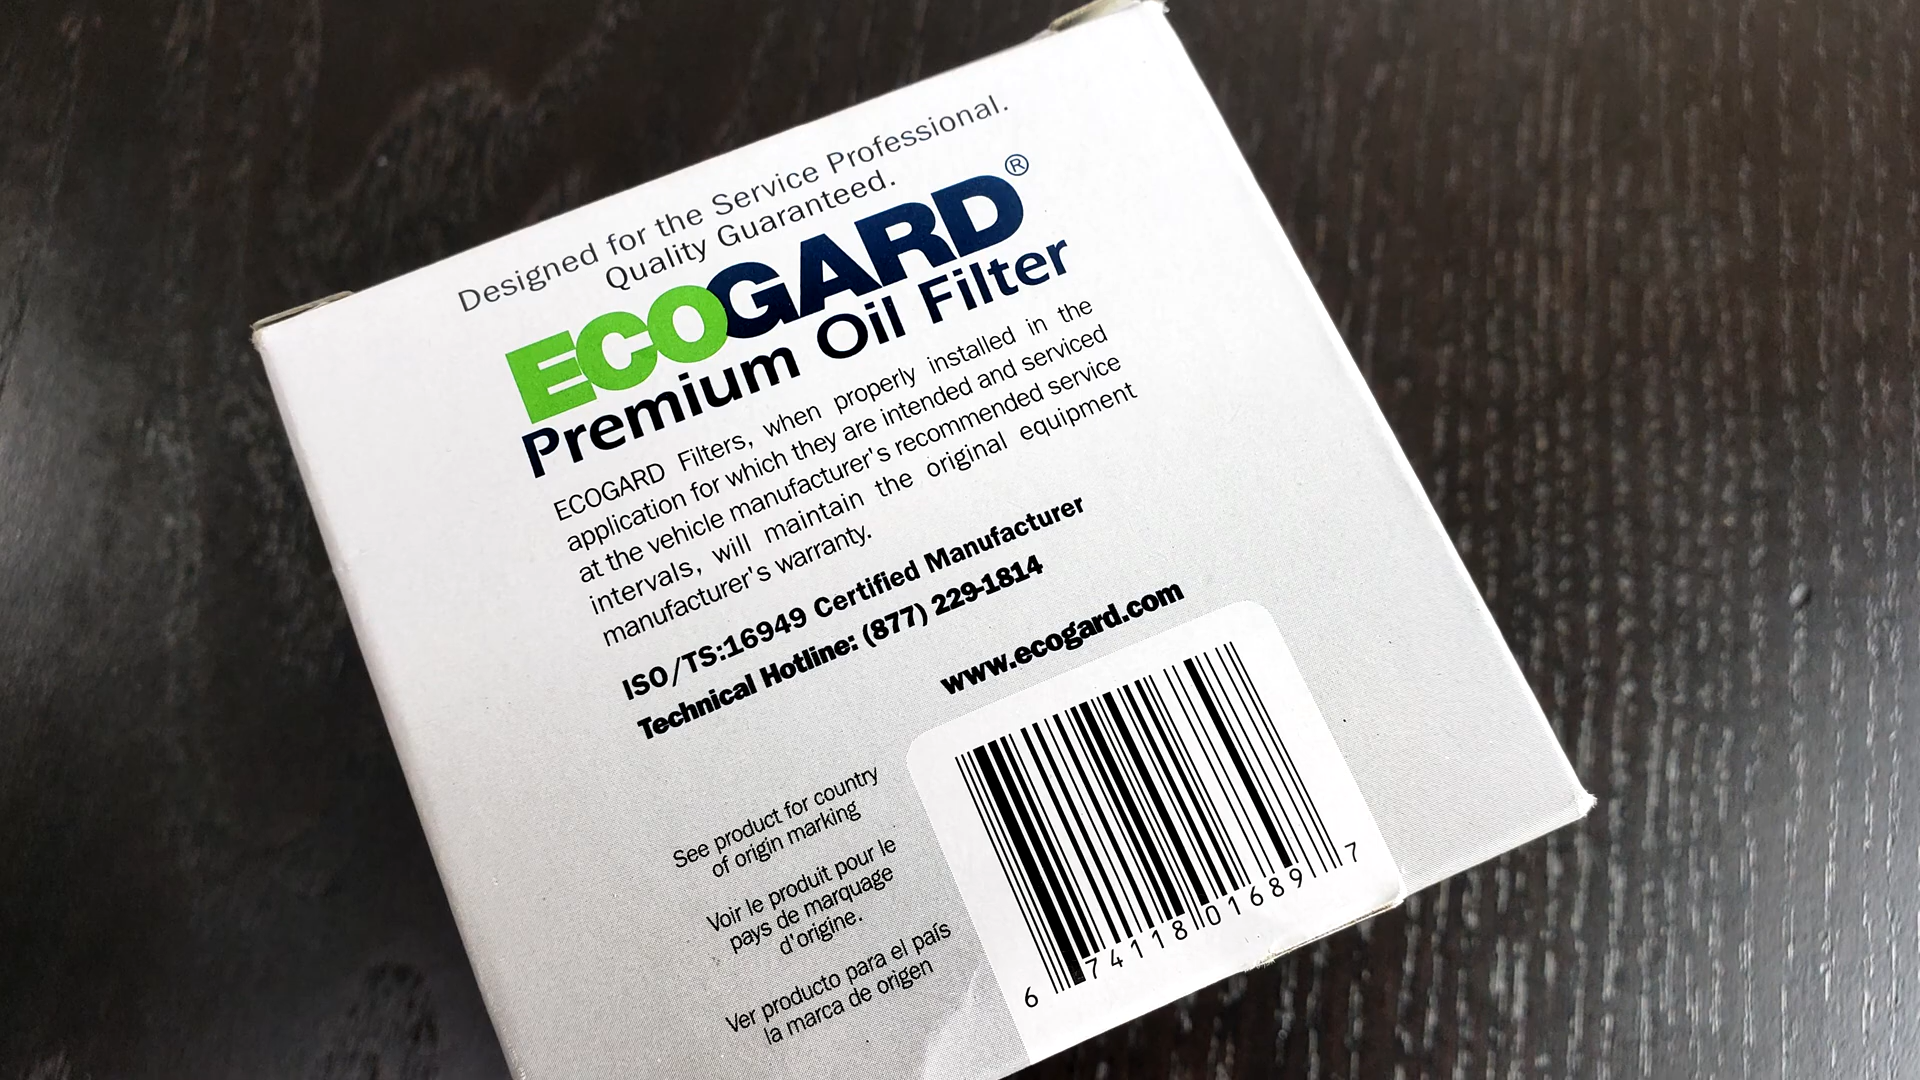 Designed for the Service Professional.
Quality Guaranteed.
ECOGARD®
Premium Oil Filter
ECOGARD Filters, when properly installed in the
application for which they are intended and serviced
at the vehicle manufacturer's recommended service
intervals, will maintain the original equipment
manufacturer's warranty.
ISO/TS:16949 Certified Manufacturer
Technical Hotline: (877) 229-1814
www.ecogard.com
See product for country
of origin marking
Voir le produit pour le
pays de marquage
d'origine.
Ver producto para el país
la marca de origen
6 74118 01689 7